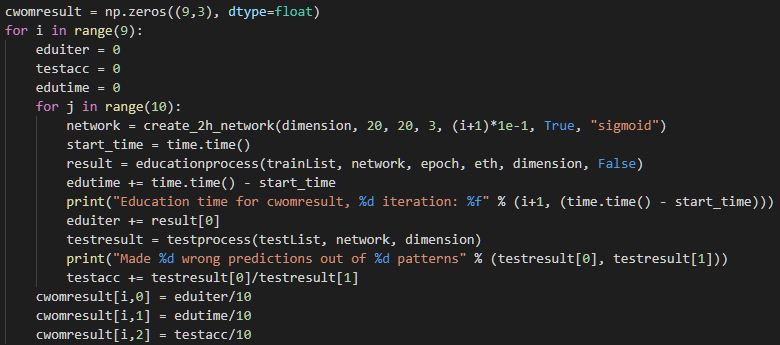 cwomresult = np.zeros((9,3), dtype=float)
for i in range(9):
    eduiter = 0
    testacc = 0
    edutime = 0
    for j in range(10):
        network = create_2h_network(dimension, 20, 20, 3, (i+1)*1e-1, True, "sigmoid")
        start_time = time.time()
        result = educationprocess(trainList, network, epoch, eth, dimension, False)
        edutime += time.time() - start_time
        print("Education time for cwomresult, %d iteration: %f" % (i+1, (time.time() - start_time)))
        eduiter += result[0]
        testresult = testprocess(testList, network, dimension)
        print("Made %d wrong predictions out of %d patterns" % (testresult[0], testresult[1]))
        testacc += testresult[0]/testresult[1]
    cwomresult[i,0] = eduiter/10
    cwomresult[i,1] = edutime/10
    cwomresult[i,2] = testacc/10